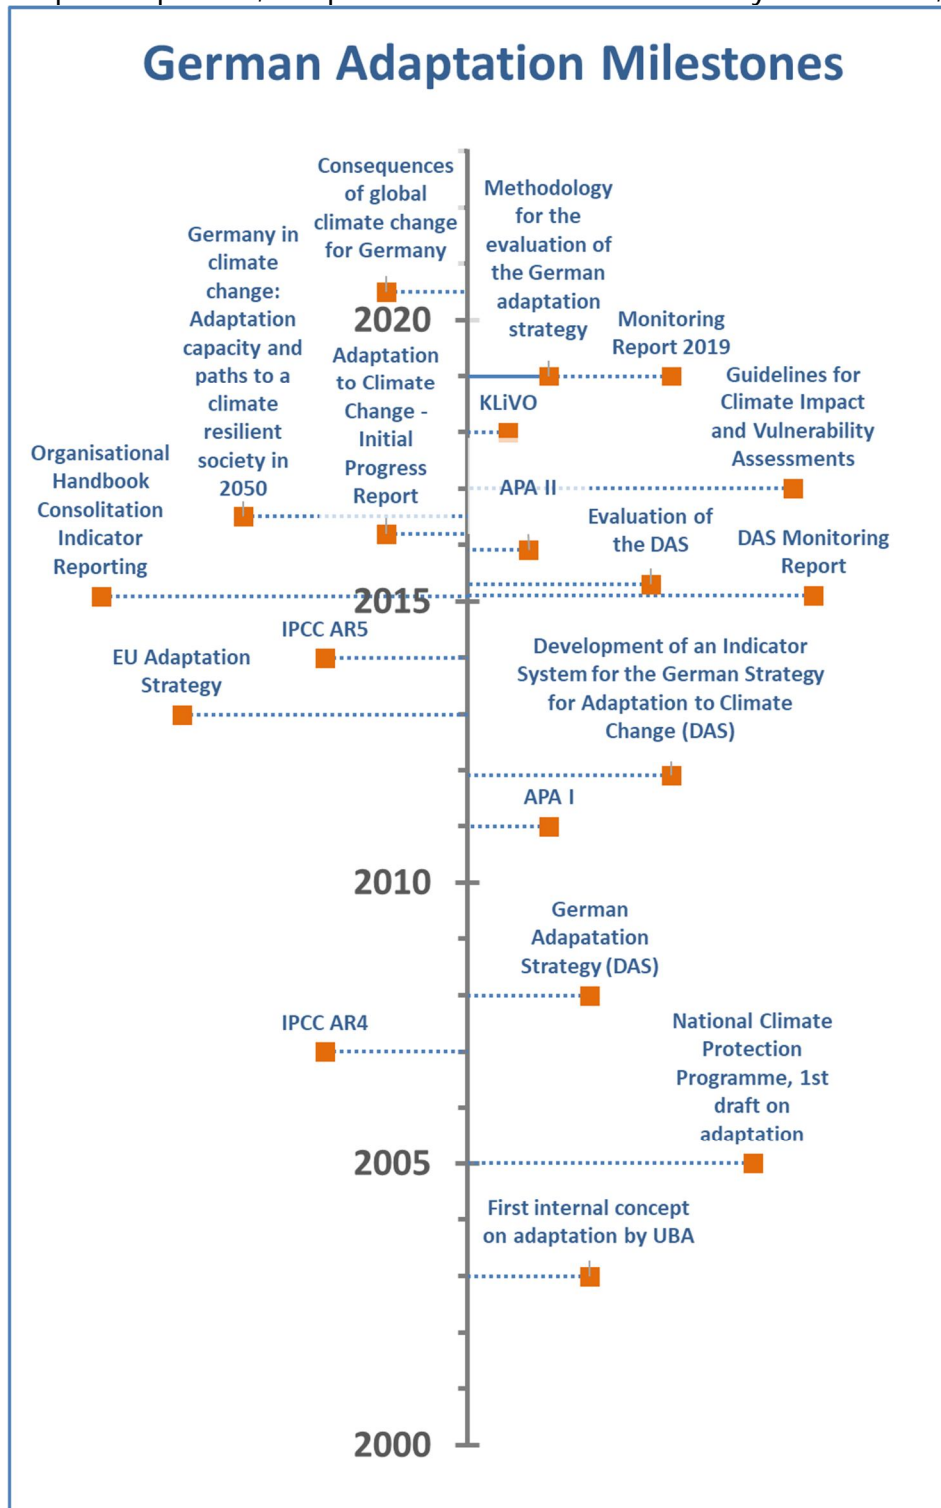 German Adaptation Milestones
Consequences
of global
climate change
for Germany
Methodology
for the
evaluation of
the German
adaptation
strategy
Germany in
climate
change:
Adaptation
capacity and
paths to a
climate
resilient
society in
2050
2020
Monitoring
Report 2019
Adaptation
to Climate
Change -
Initial
Progress
Report
KLiVO
Guidelines for
Climate Impact
and Vulnerability
Assessments
Organisational
Handbook
Consolitation
Indicator
Reporting
APA II
Evaluation of
the DAS
DAS Monitoring
Report
2015
IPCC AR5
EU Adaptation
Strategy
Development of an Indicator
System for the German Strategy
for Adaptation to Climate
Change (DAS)
APA I
2010
German
Adapatation
Strategy (DAS)
IPCC AR4
National Climate
Protection
Programme, 1st
draft on
adaptation
2005
First internal concept
on adaptation by UBA
2000